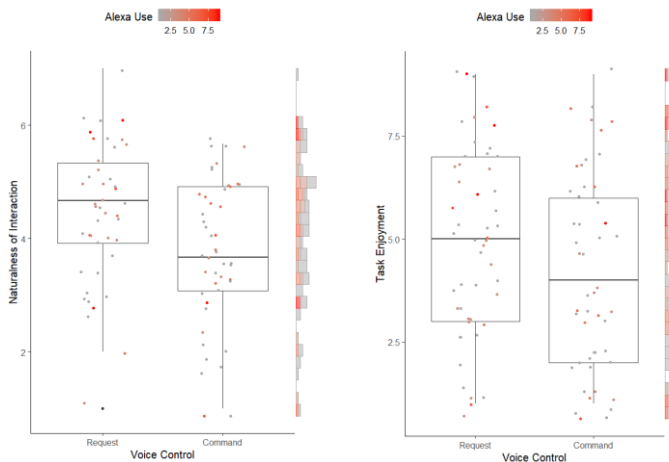 Alexa Use
2.5 5.0 7.5
Naturalness of Interaction
6
4
2
Request Command
Voice Control
Alexa Use
2.5 5.0 7.5
Task Enjoyment
7.5
5.0
2.5
Request Command
Voice Control